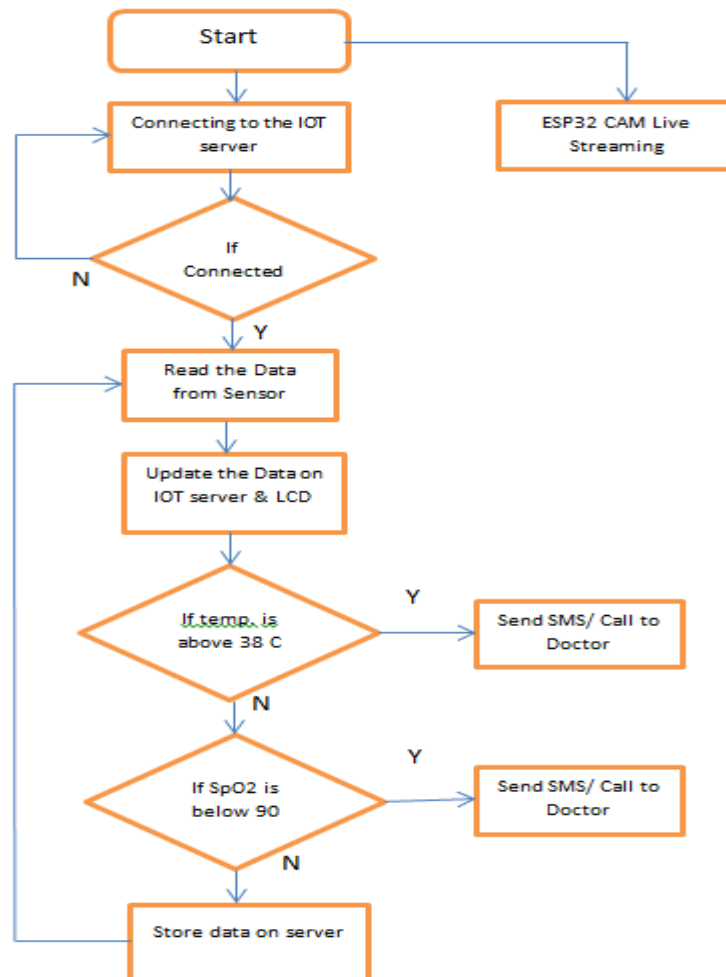 Start
Connecting to the IOT
server
ESP32 CAM Live
Streaming
If
Connected
N
Y
Read the Data
from Sensor
Update the Data on
IOT server & LCD
If temp. is
above 38 C
Y
Send SMS/ Call to
Doctor
N
If SpO2 is
below 90
Y
Send SMS/ Call to
Doctor
N
Store data on server